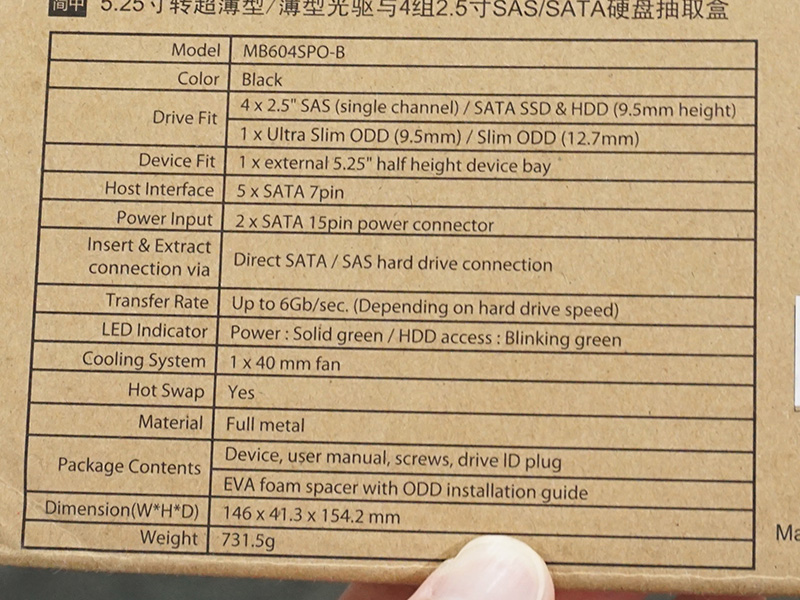 简中 5.25寸转超薄型/薄型光驱与4组2.5寸SAS/SATA硬盘抽取盒
Model MB604SPO-B
Color Black
Drive Fit 4 x 2.5" SAS (single channel) / SATA SSD & HDD (9.5mm height)
1 x Ultra Slim ODD (9.5mm) / Slim ODD (12.7mm)
Device Fit 1 x external 5.25" half height device bay
Host Interface 5 x SATA 7pin
Power Input 2 x SATA 15pin power connector
Insert & Extract
connection via Direct SATA / SAS hard drive connection
Transfer Rate Up to 6Gb/sec. (Depending on hard drive speed)
LED Indicator Power : Solid green / HDD access : Blinking green
Cooling System 1 x 40 mm fan
Hot Swap Yes
Material Full metal
Package Contents Device, user manual, screws, drive ID plug
EVA foam spacer with ODD installation guide
Dimension(W*H*D) 146 x 41.3 x 154.2 mm
Weight 731.5g